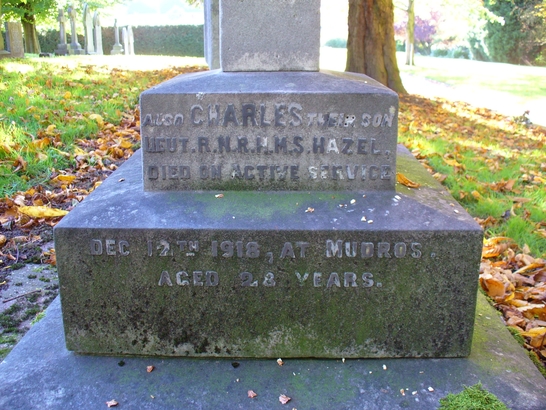 ALSO CHARLES THEIR SON
LIEUT. R.N.R. H.M.S. HAZEL.
DIED ON ACTIVE SERVICE
DEC 12TH 1918, AT MUDROS.
AGED 28 YEARS.